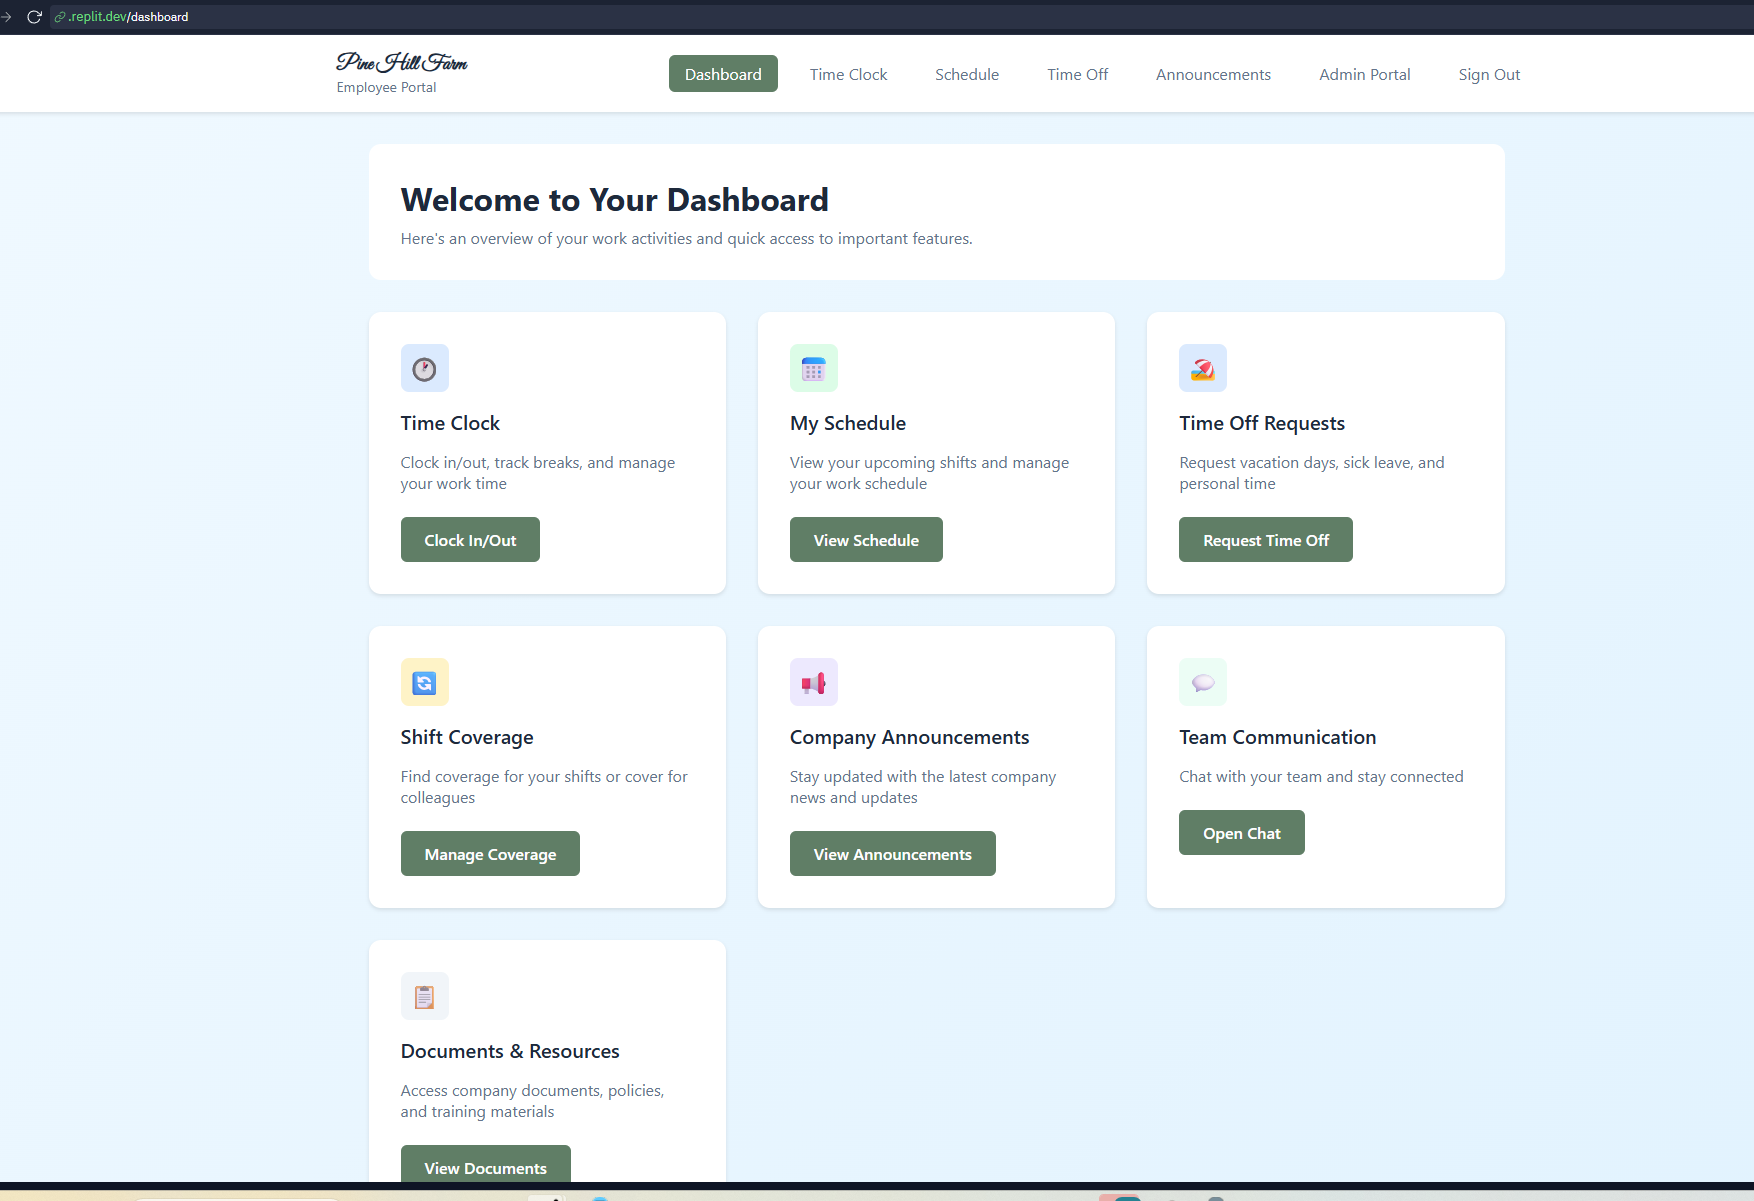 .replit.dev/dashboard
Pine Hill Farm
Employee Portal
Dashboard
Time Clock
Schedule
Time Off
Announcements
Admin Portal
Sign Out
Welcome to Your Dashboard
Here's an overview of your work activities and quick access to important features.
Time Clock
Clock in/out, track breaks, and manage
your work time
Clock In/Out
My Schedule
View your upcoming shifts and manage
your work schedule
View Schedule
Time Off Requests
Request vacation days, sick leave, and
personal time
Request Time Off
Shift Coverage
Find coverage for your shifts or cover for
colleagues
Manage Coverage
Company Announcements
Stay updated with the latest company
news and updates
View Announcements
Team Communication
Chat with your team and stay connected
Open Chat
Documents & Resources
Access company documents, policies,
and training materials
View Documents